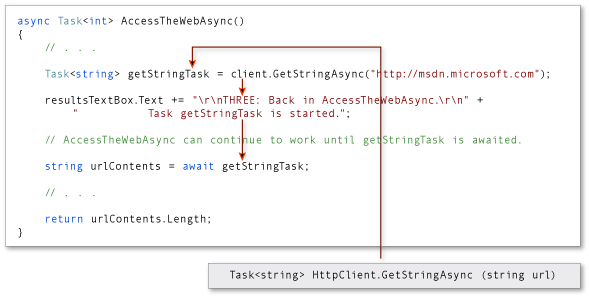 async Task<int> AccessTheWebAsync()
{
// . . .
Task<string> getStringTask = client.GetStringAsync("http://msdn.microsoft.com");
resultsTextBox.Text += "\r\nTHREE: Back in AccessTheWebAsync.\r\n" +
"          Task getStringTask is started.";
// AccessTheWebAsync can continue to work until getStringTask is awaited.
string urlContents = await getStringTask;
// . . .
return urlContents.Length;
}
Task<string> HttpClient.GetStringAsync (string url)